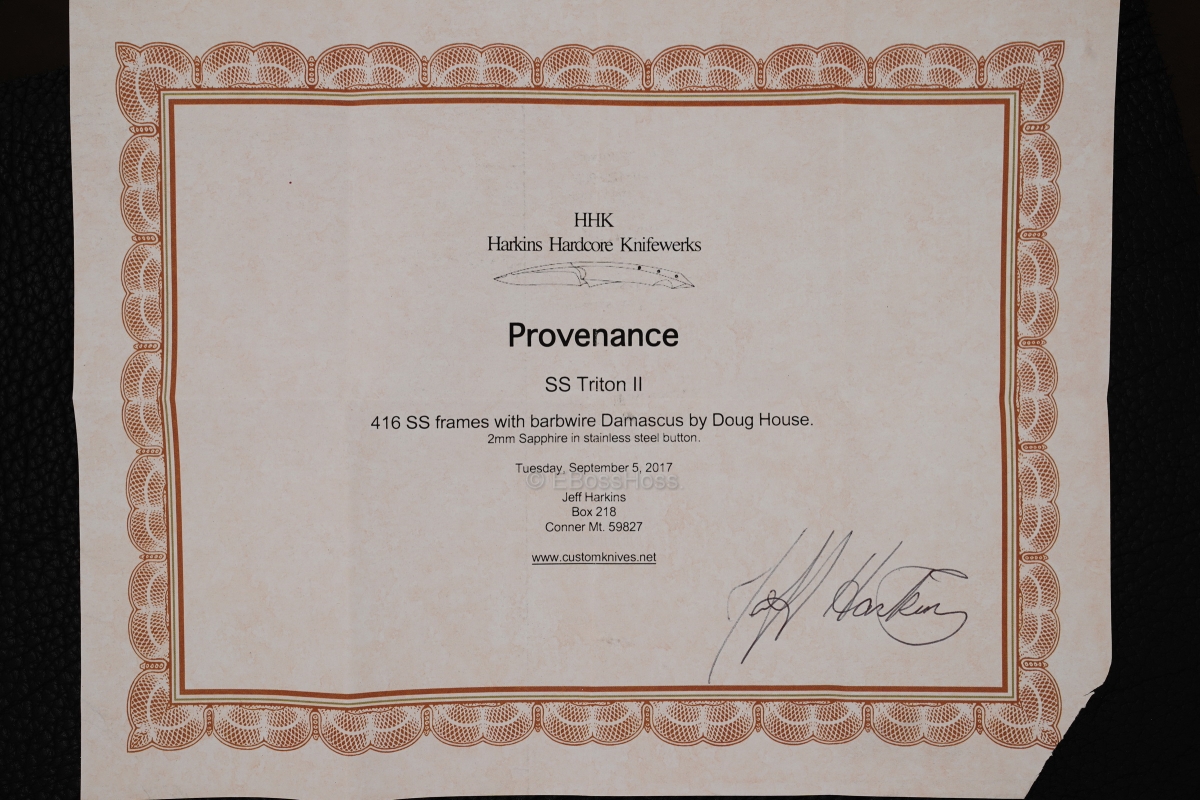 HHK
Harkins Hardcore Knifewerks
Provenance
SS Triton II
416 SS frames with barbwire Damascus by Doug House.
2mm Sapphire in stainless steel button.
Tuesday, September 5, 2017
© EBossHoss
Jeff Harkins
Box 218
Conner Mt. 59827
www.customknives.net
Jeff Harkins